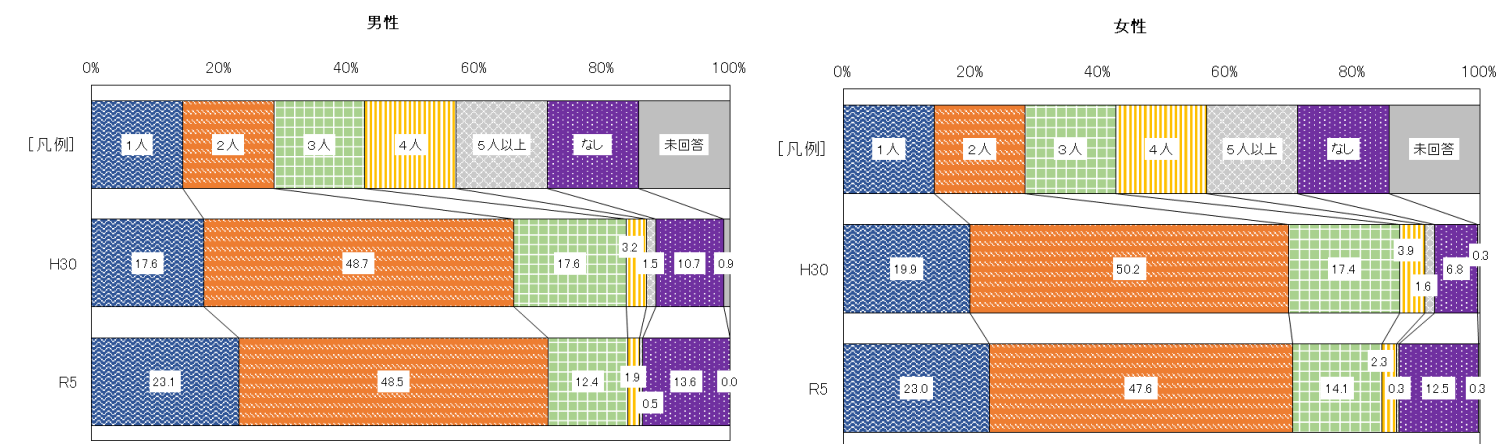 男性
0% 20% 40% 60% 80% 100%
[凡例] 1人 2人 3人 4人 5人以上 なし 未回答
H30 17.6 48.7 17.6 3.2 1.5 10.7 0.9
R5 23.1 48.5 12.4 1.9 0.5 13.6 0.0
女性
0% 20% 40% 60% 80% 100%
[凡例] 1人 2人 3人 4人 5人以上 なし 未回答
H30 19.9 50.2 17.4 3.9 1.6 6.8 0.3
R5 23.0 47.6 14.1 2.3 0.3 12.5 0.3